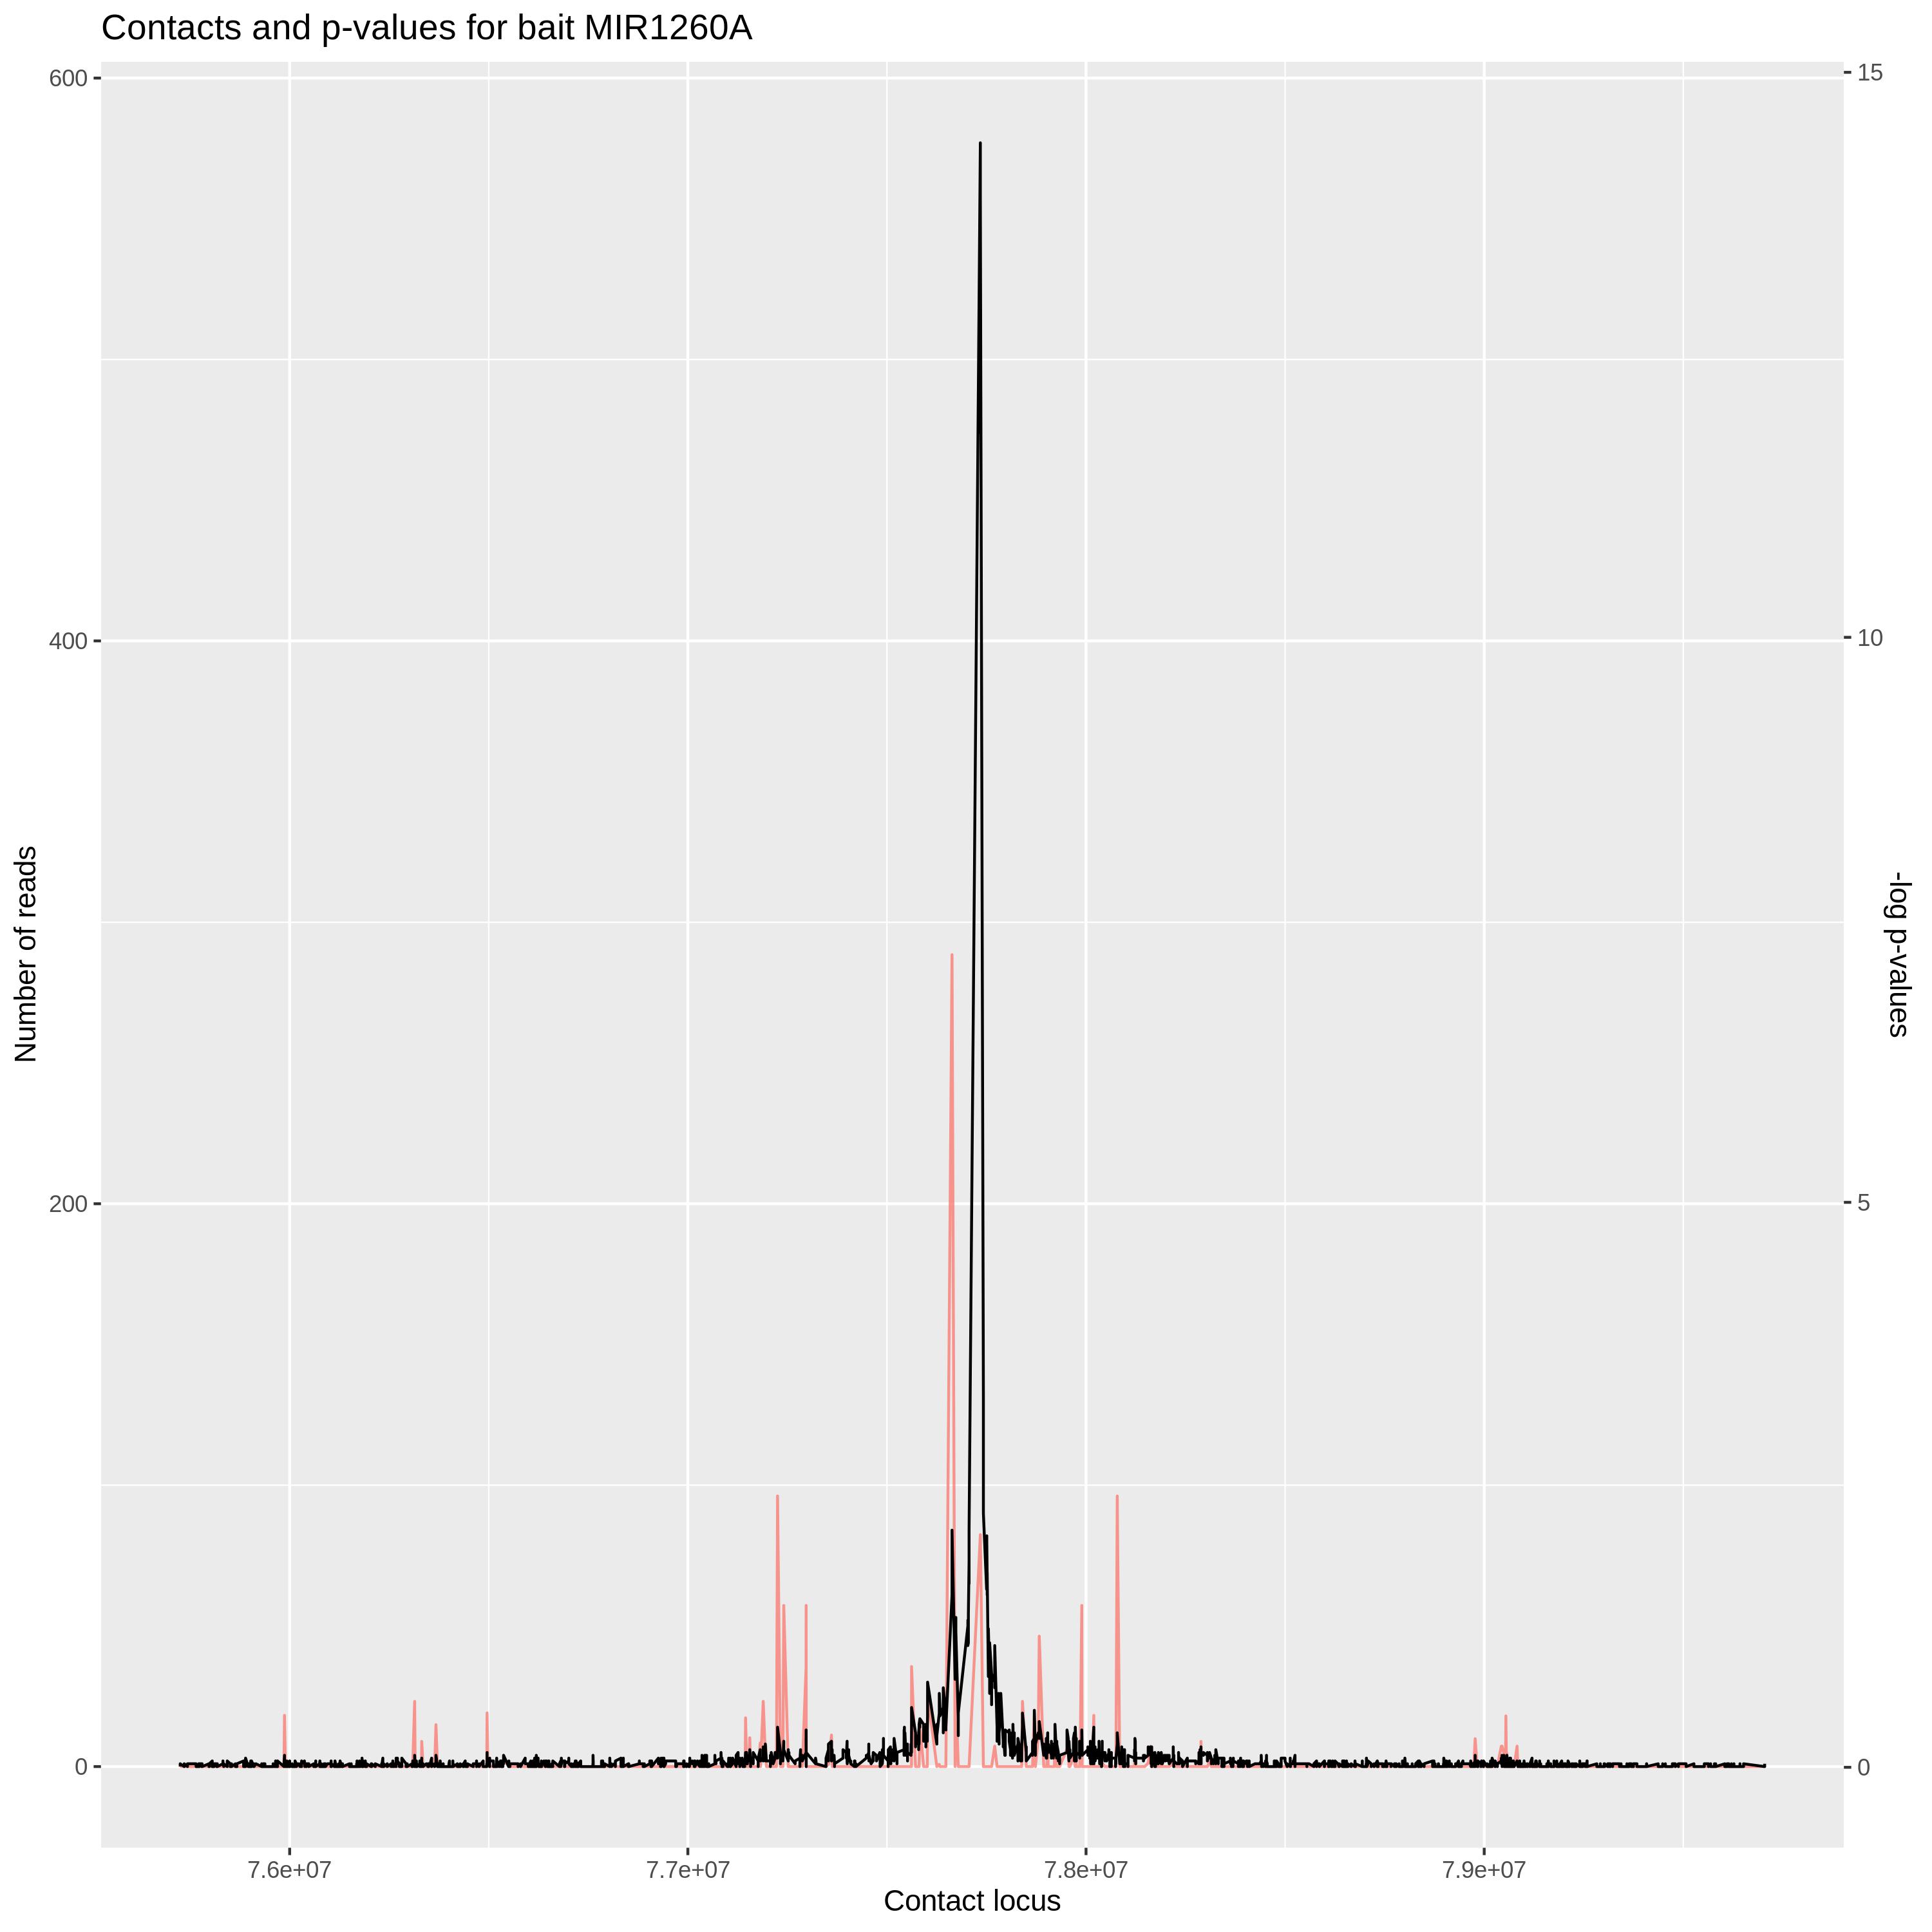 Contacts and p-values for bait MIR1260A
600
400
200
0
Number of reads
15
10
5
0
-log p-values
7.6e+07
7.7e+07
7.8e+07
7.9e+07
Contact locus